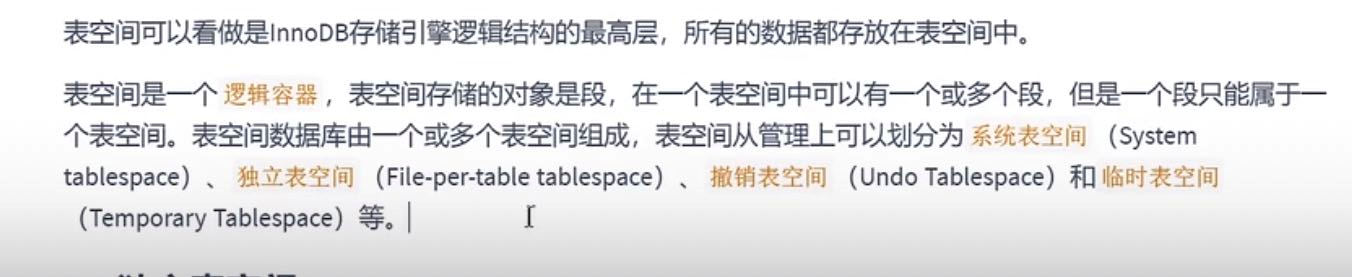 表空间可以看做是InnoDB存储引擎逻辑结构的最高层，所有的数据都存放在表空间中。
表空间是一个 逻辑容器 ，表空间存储的对象是段，在一个表空间中可以有一个或多个段，但是一个段只能属于一
个表空间。表空间数据库由一个或多个表空间组成，表空间从管理上可以划分为 系统表空间 （System
tablespace）、 独立表空间 （File-per-table tablespace）、 撤销表空间 （Undo Tablespace）和 临时表空间
（Temporary Tablespace）等。